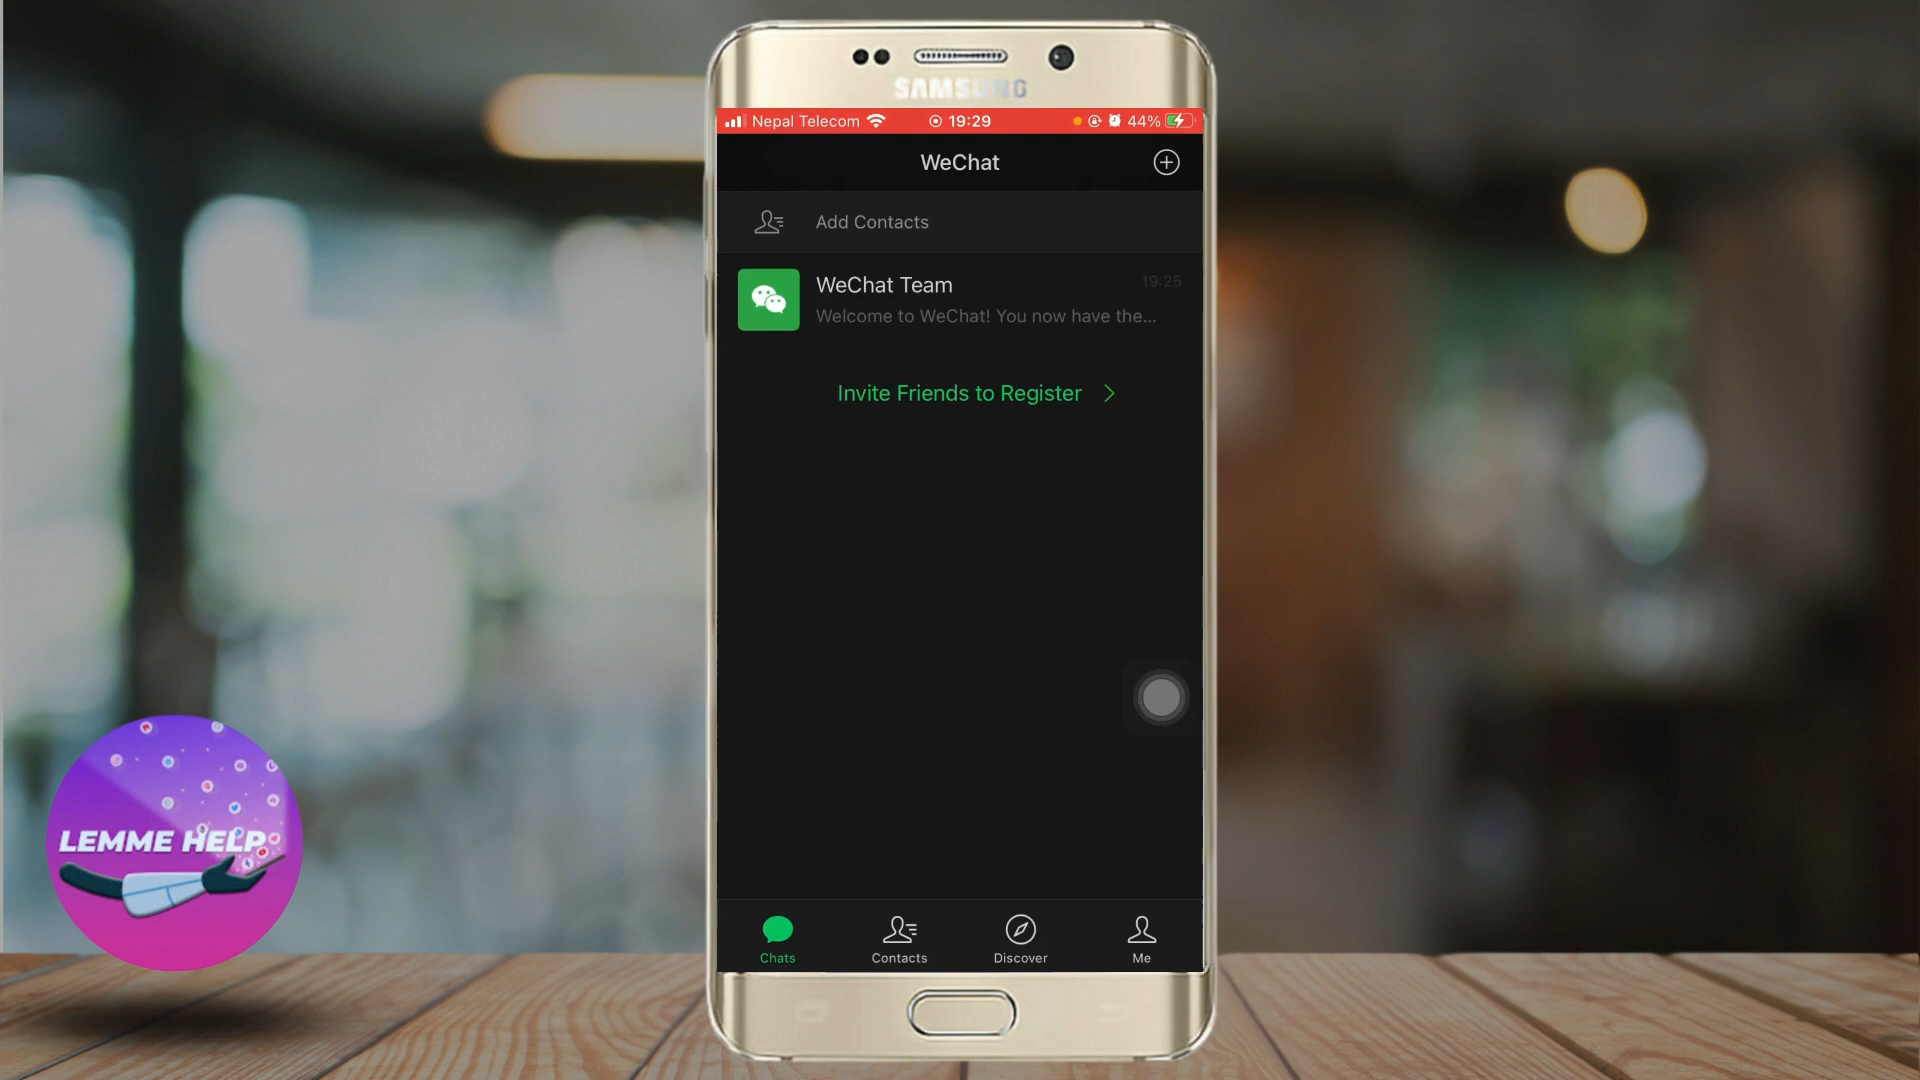 SAMSUNG
Nepal Telecom 19:29 44%
WeChat
Add Contacts
WeChat Team 19:25
Welcome to WeChat! You now have the...
Invite Friends to Register
LEMME HELP
Chats Contacts Discover Me